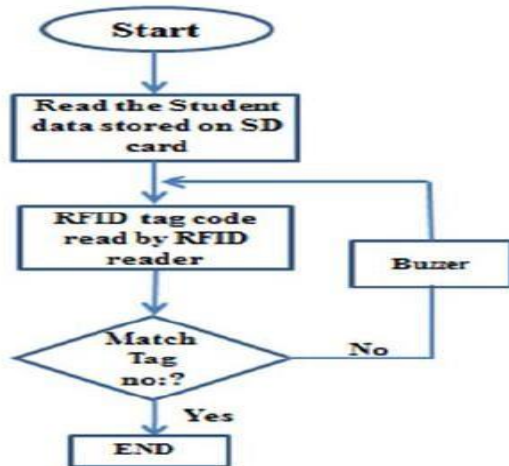 Start
Read the Student
data stored on SD
card
RFID tag code
read by RFID
reader
Buzzer
Match
Tag
no:?
No
Yes
END